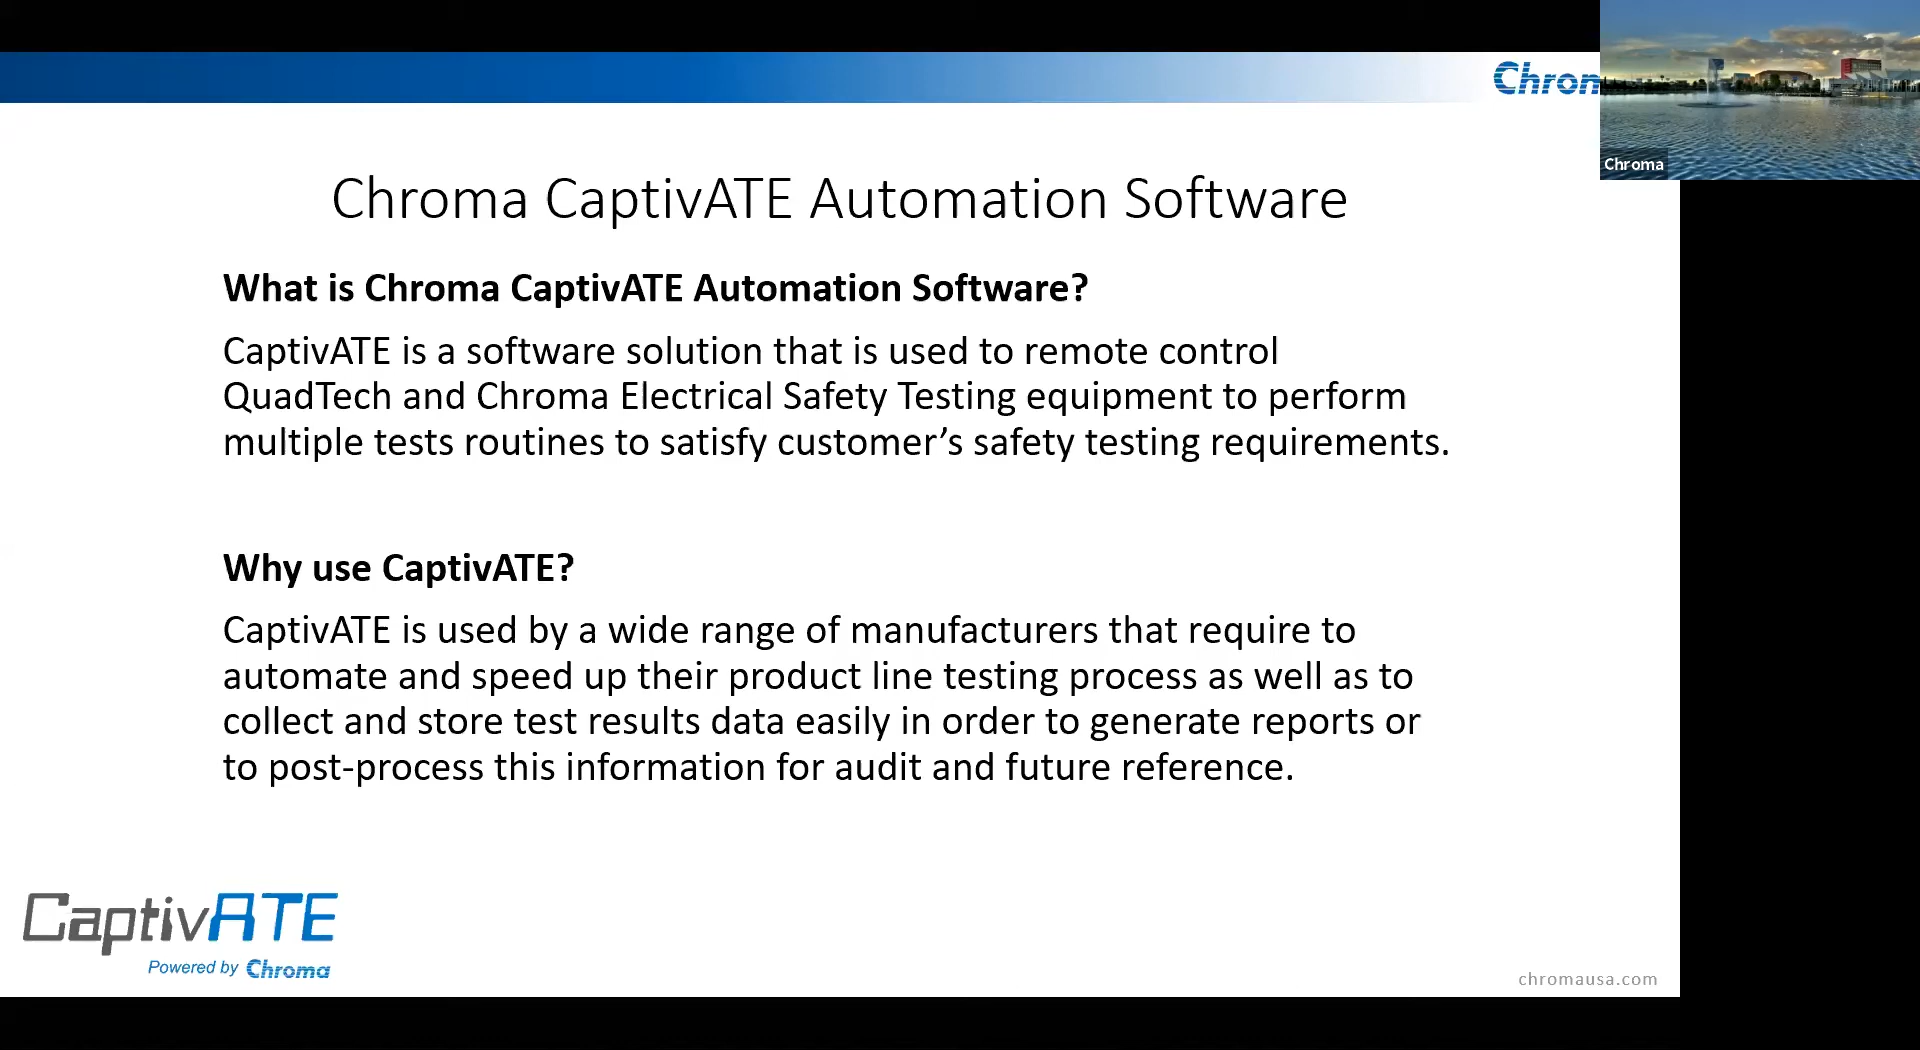 Chrom
Chroma
Chroma CaptivATE Automation Software
What is Chroma CaptivATE Automation Software?
CaptivATE is a software solution that is used to remote control
QuadTech and Chroma Electrical Safety Testing equipment to perform
multiple tests routines to satisfy customer’s safety testing requirements.
Why use CaptivATE?
CaptivATE is used by a wide range of manufacturers that require to
automate and speed up their product line testing process as well as to
collect and store test results data easily in order to generate reports or
to post-process this information for audit and future reference.
CaptivATE
Powered by Chroma
chromausa.com